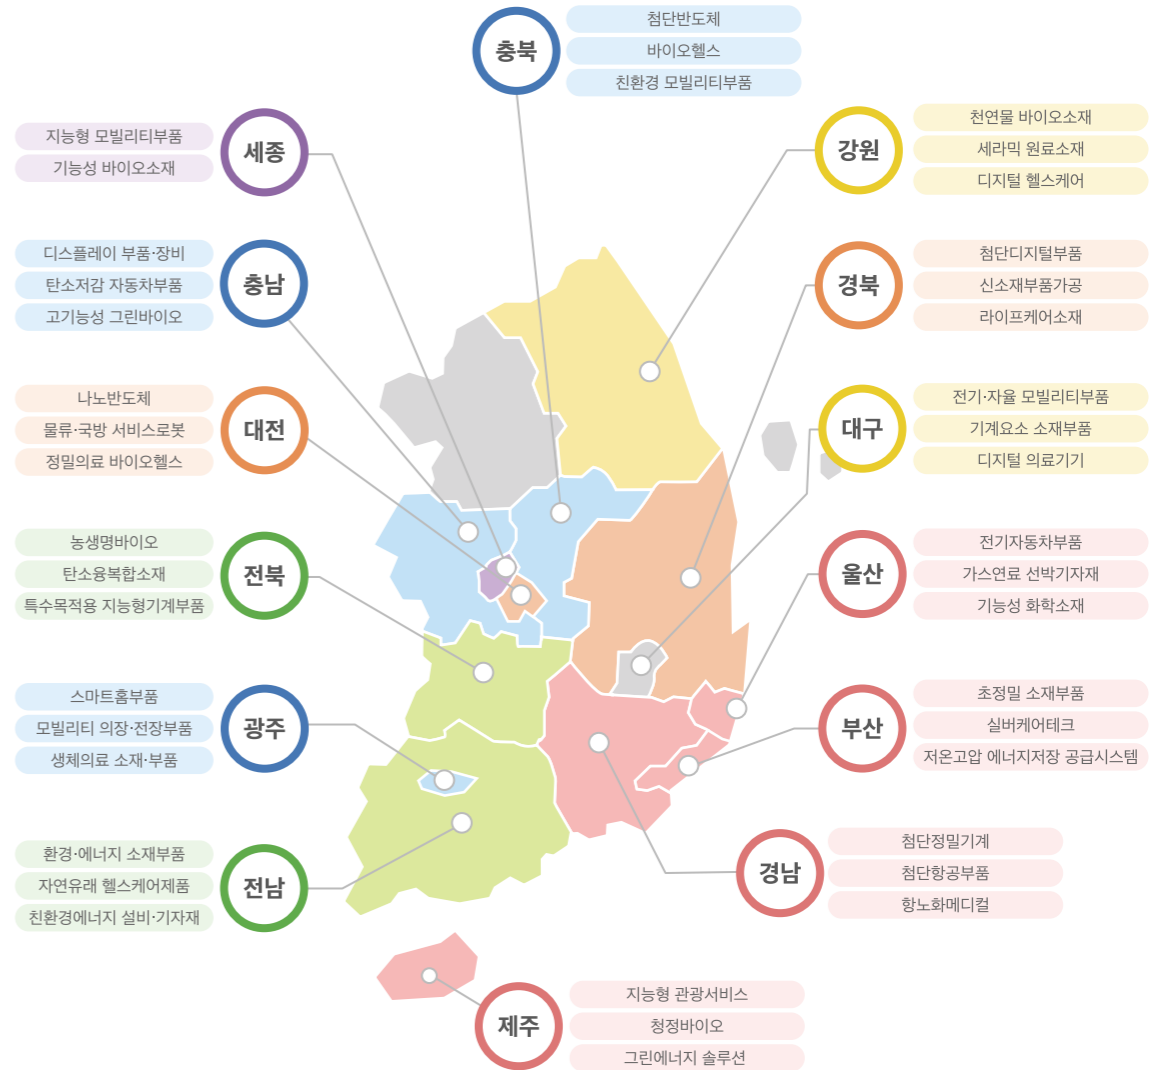 충북
첨단반도체
바이오헬스
친환경 모빌리티부품
세종
지능형 모빌리티부품
기능성 바이오소재
강원
천연물 바이오소재
세라믹 원료소재
디지털 헬스케어
충남
디스플레이 부품·장비
탄소저감 자동차부품
고기능성 그린바이오
경북
첨단디지털부품
신소재부품가공
라이프케어소재
대전
나노반도체
물류·국방 서비스로봇
정밀의료 바이오헬스
대구
전기·자율 모빌리티부품
기계요소 소재부품
디지털 의료기기
전북
농생명바이오
탄소융복합소재
특수목적용 지능형기계부품
울산
전기자동차부품
가스연료 선박기자재
기능성 화학소재
광주
스마트홈부품
모빌리티 의장·전장부품
생체의료 소재·부품
부산
초정밀 소재부품
실버케어테크
저온고압 에너지저장 공급시스템
전남
환경·에너지 소재부품
자연유래 헬스케어제품
친환경에너지 설비·기자재
경남
첨단정밀기계
첨단항공부품
항노화메디컬
제주
지능형 관광서비스
청정바이오
그린에너지 솔루션